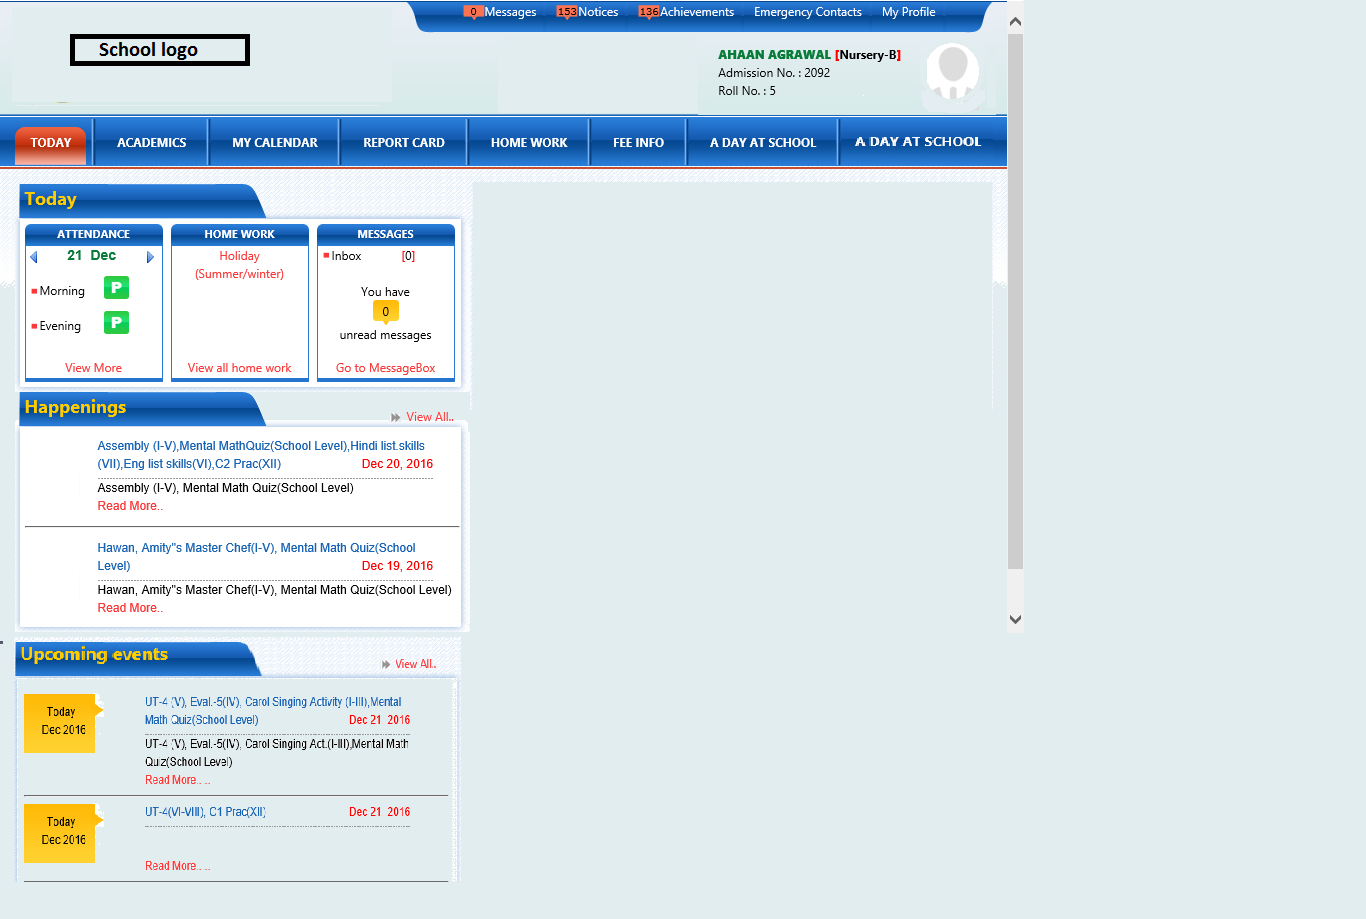 0 Messages 153 Notices 136 Achievements Emergency Contacts My Profile
School logo
AHAAN AGRAWAL [Nursery-B]
Admission No. : 2092
Roll No. : 5
TODAY ACADEMICS MY CALENDAR REPORT CARD HOME WORK FEE INFO A DAY AT SCHOOL A DAY AT SCHOOL
Today
ATTENDANCE
21 Dec
Morning P
Evening P
View More
HOME WORK
Holiday
(Summer/winter)
View all home work
MESSAGES
Inbox [0]
You have
0
unread messages
Go to MessageBox
Happenings
View All..
Assembly (I-V),Mental MathQuiz(School Level),Hindi list.skills
(VII),Eng list skills(VI),C2 Prac(XII) Dec 20, 2016
Assembly (I-V), Mental Math Quiz(School Level)
Read More..
Hawan, Amity"s Master Chef(I-V), Mental Math Quiz(School
Level) Dec 19, 2016
Hawan, Amity"s Master Chef(I-V), Mental Math Quiz(School Level)
Read More..
Upcoming events
View All..
Today
Dec 2016
UT-4 (V), Eval.-5(IV), Carol Singing Activity (I-III),Mental
Math Quiz(School Level) Dec 21 2016
UT-4 (V), Eval.-5(IV), Carol Singing Act.(I-III),Mental Math
Quiz(School Level)
Read More.. ..
Today
Dec 2016
UT-4(VI-VIII), C1 Prac(XII) Dec 21 2016
Read More.. ..